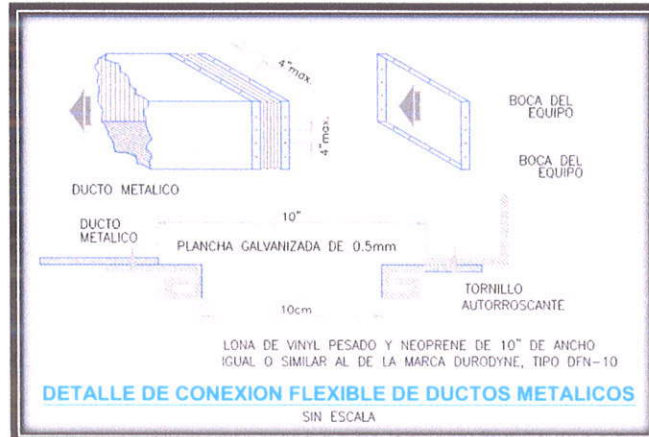 4"max.
4"max.
BOCA DEL
EQUIPO
BOCA DEL
EQUIPO
DUCTO METALICO
DUCTO
METALICO
10"
PLANCHA GALVANIZADA DE 0.5mm
TORNILLO
AUTORROSCANTE
10cm
LONA DE VINYL PESADO Y NEOPRENE DE 10" DE ANCHO
IGUAL O SIMILAR AL DE LA MARCA DURODYNE, TIPO DFN-10
DETALLE DE CONEXION FLEXIBLE DE DUCTOS METALICOS
SIN ESCALA